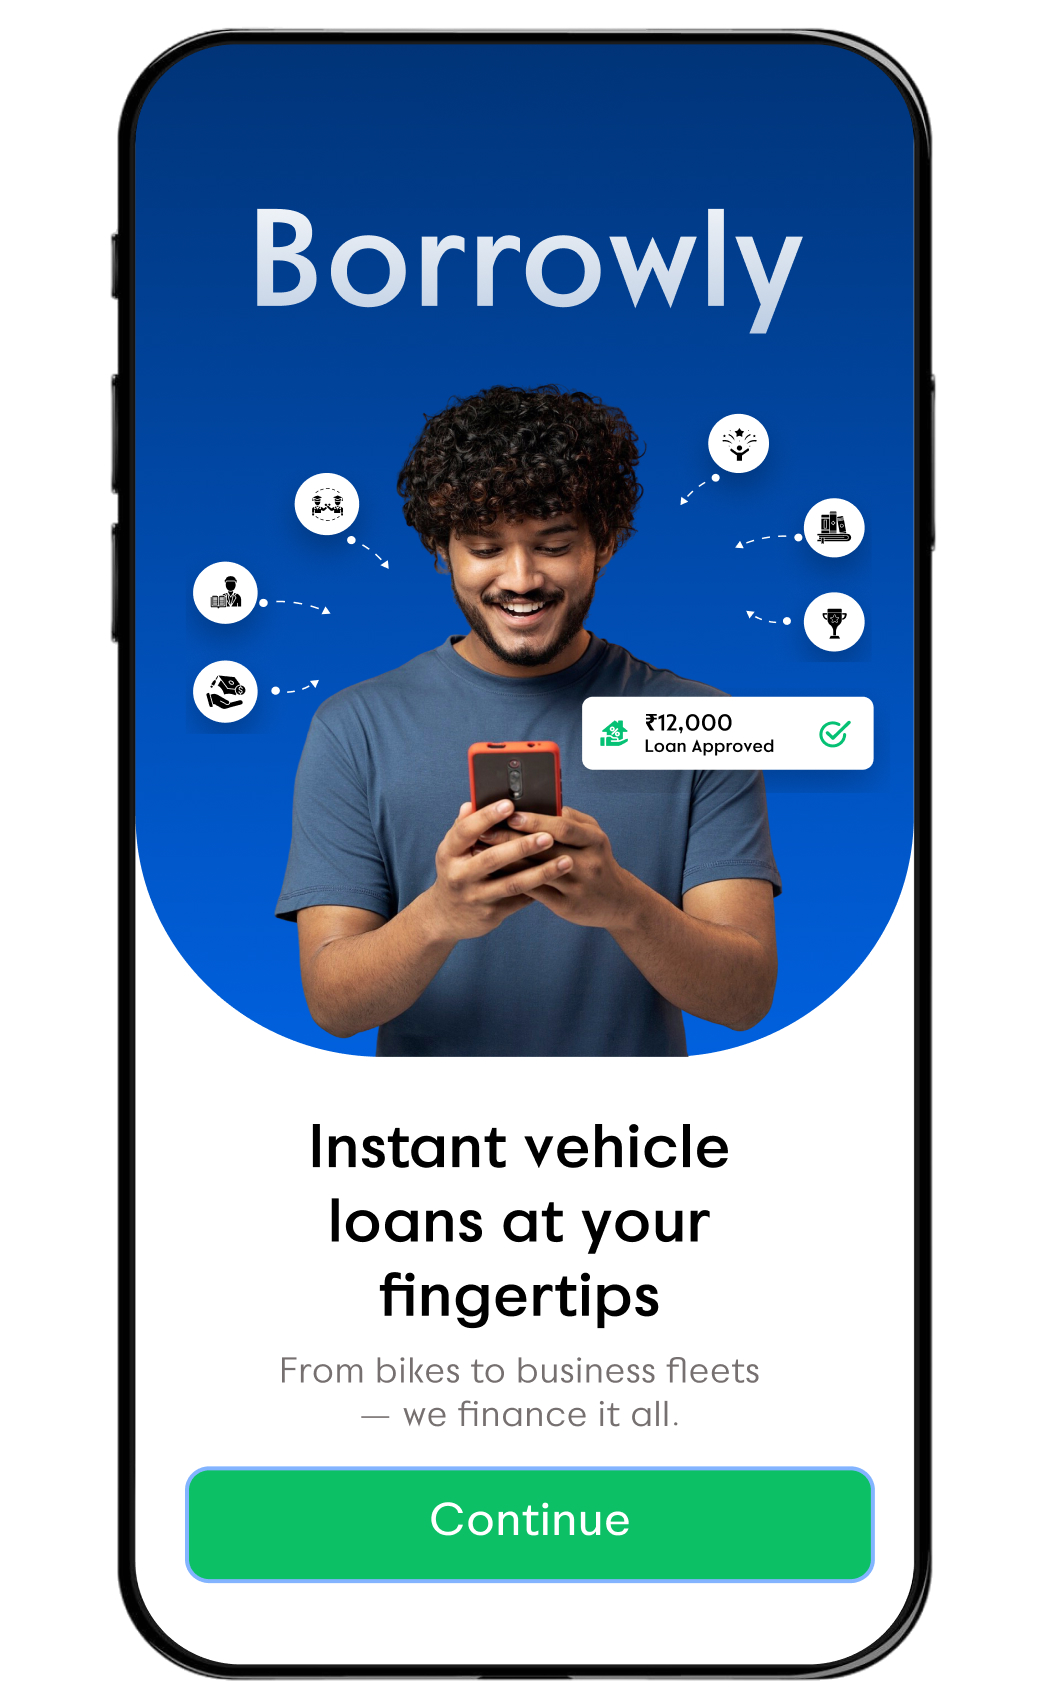 Borrowly
₹12,000
Loan Approved
Instant vehicle
loans at your
fingertips
From bikes to business fleets
— we finance it all.
Continue